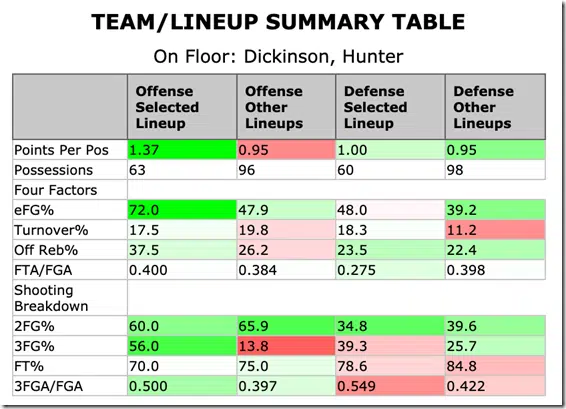 TEAM/LINEUP SUMMARY TABLE
On Floor: Dickinson, Hunter
Offense Selected Lineup Offense Other Lineups Defense Selected Lineup Defense Other Lineups
Points Per Pos 1.37 0.95 1.00 0.95
Possessions 63 96 60 98
Four Factors
eFG% 72.0 47.9 48.0 39.2
Turnover% 17.5 19.8 18.3 11.2
Off Reb% 37.5 26.2 23.5 22.4
FTA/FGA 0.400 0.384 0.275 0.398
Shooting
Breakdown
2FG% 60.0 65.9 34.8 39.6
3FG% 56.0 13.8 39.3 25.7
FT% 70.0 75.0 78.6 84.8
3FGA/FGA 0.500 0.397 0.549 0.422